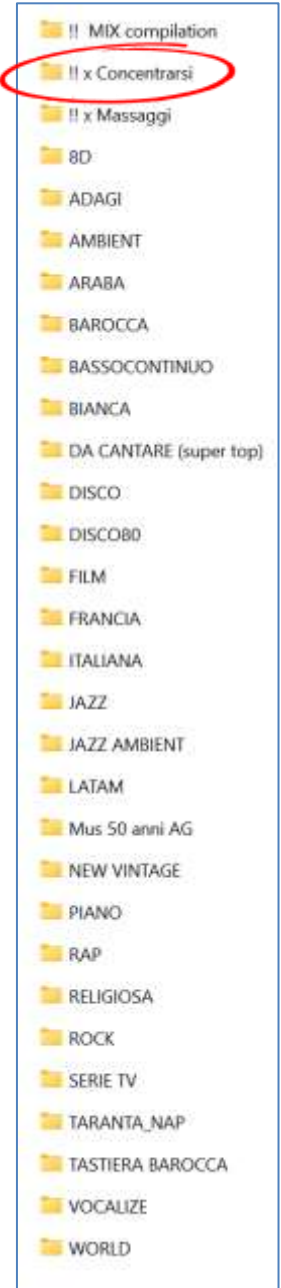 !! MIX compilation
!! x Concentrarsi
!! x Massaggi
8D
ADAGI
AMBIENT
ARABA
BAROCCA
BASSOCONTINUO
BIANCA
DA CANTARE (super top)
DISCO
DISCO80
FILM
FRANCIA
ITALIANA
JAZZ
JAZZ AMBIENT
LATAM
Mus 50 anni AG
NEW VINTAGE
PIANO
RAP
RELIGIOSA
ROCK
SERIE TV
TARANTA_NAP
TASTIERA BAROCCA
VOCALIZE
WORLD